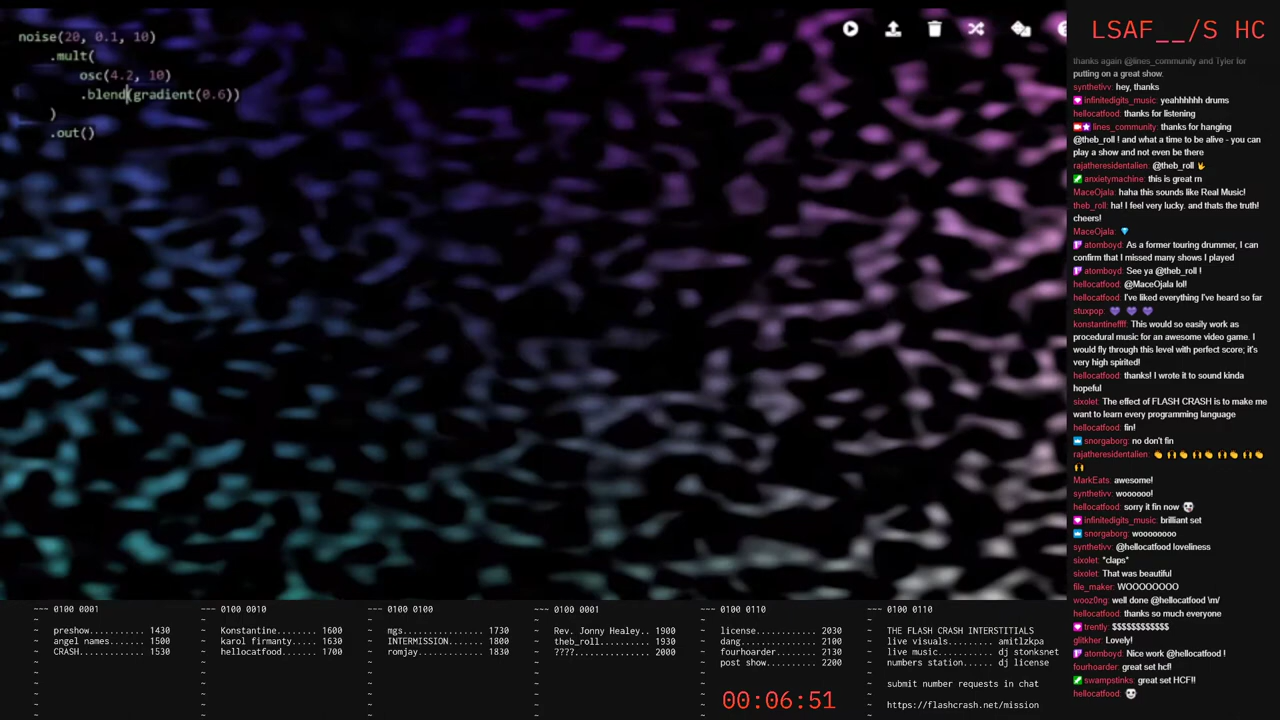 noise(20, 0.1, 10)
.mult(
osc(4.2, 10)
.blend(gradient(0.6))
)
.out()
LSAF__/S HC
thanks again @lines_community and Tyler for
putting on a great show.
synthetivv: hey, thanks
infinitedigits_music: yeahhhhhh drums
hellocatfood: thanks for listening
lines_community: thanks for hanging
@theb_roll ! and what a time to be alive - you can
play a show and not even be there
rajatheresidentalien: @theb_roll 🤟
anxietymachine: this is great rn
MaceOjala: haha this sounds like Real Music!
theb_roll: ha! I feel very lucky. and thats the truth!
cheers!
MaceOjala: 💎
atomboyd: As a former touring drummer, I can
confirm that I missed many shows I played
atomboyd: See ya @theb_roll !
hellocatfood: @MaceOjala lol!
hellocatfood: I've liked everything I've heard so far
stuxpop: 💜 💜 💜
konstantineffff: This would so easily work as
procedural music for an awesome video game. I
would fly through this level with perfect score; it's
very high spirited!
hellocatfood: thanks! I wrote it to sound kinda
hopeful
sixolet: The effect of FLASH CRASH is to make me
want to learn every programming language
hellocatfood: fin!
snorgaborg: no don't fin
rajatheresidentalien: 👏 🙌 👏 🙌 👏 🙌 👏 🙌 👏
🙌
MarkEats: awesome!
synthetivv: woooooo!
hellocatfood: sorry it fin now 💀
infinitedigits_music: brilliant set
snorgaborg: woooooooo
synthetivv: @hellocatfood loveliness
sixolet: *claps*
sixolet: That was beautiful
file_maker: WOOOOOOOO
wooz0ng: well done @hellocatfood \m/
hellocatfood: thanks so much everyone
trently: $$$$$$$$$$$$
glitkher: Lovely!
atomboyd: Nice work @hellocatfood !
fourhoarder: great set hcf!
swampstinks: great set HCF!!
hellocatfood: 💀
~~~ 0100 0001
preshow........... 1430
angel names....... 1500
CRASH............. 1530
~~~ 0100 0010
Konstantine....... 1600
karol firmanty.... 1630
hellocatfood...... 1700
~~~ 0100 0100
mgs............... 1730
INTERMISSION...... 1800
romjay............ 1830
~~~ 0100 0001
Rev. Jonny Healey.. 1900
theb_roll.......... 1930
????............... 2000
~~~ 0100 0110
license........... 2030
dang.............. 2100
fourhoarder....... 2130
post show......... 2200
00:06:51
~~~ 0100 0110
THE FLASH CRASH INTERSTITIALS
live visuals...... amitlzkpa
live music........ dj stonksnet
numbers station... dj license
submit number requests in chat
https://flashcrash.net/mission